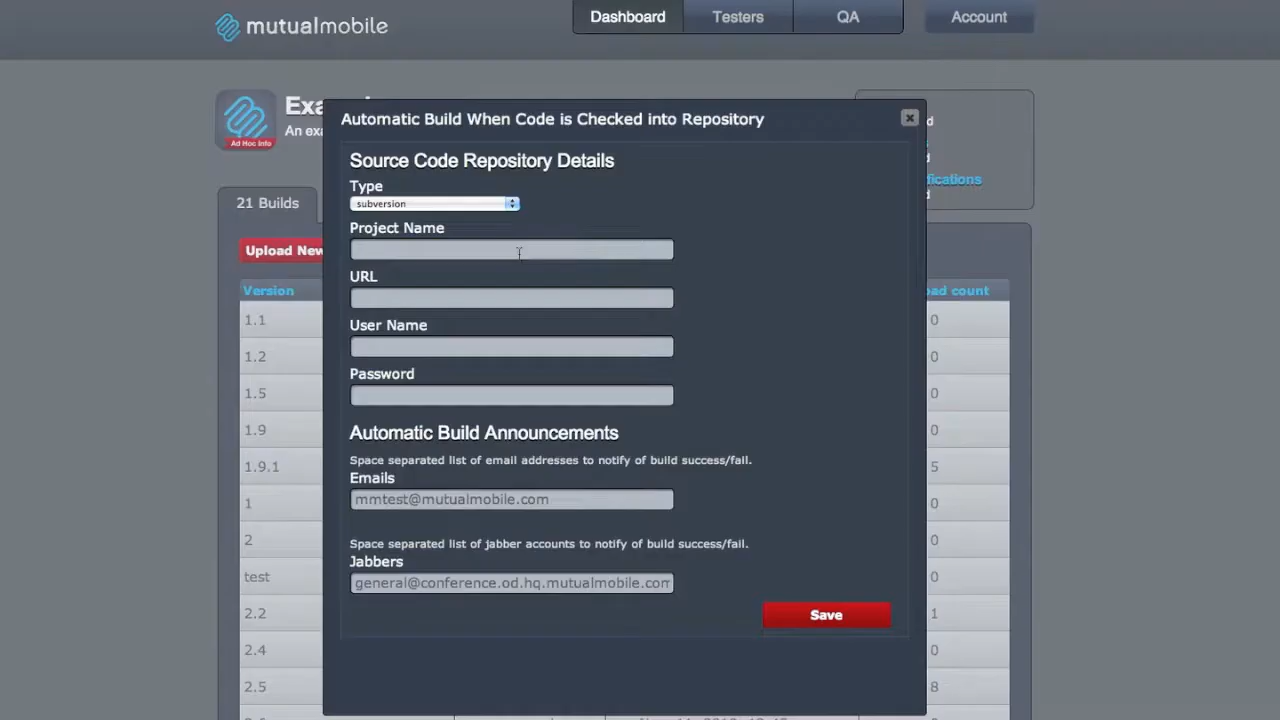 mutualmobile
Dashboard
Testers
QA
Account
Ad Hoc Info
An
21 Builds
Upload New
Version
1.1
1.2
1.5
1.9
1.9.1
1
2
test
2.2
2.4
2.5
Automatic Build When Code is Checked into Repository
Source Code Repository Details
Type
subversion
Project Name
URL
User Name
Password
Automatic Build Announcements
Space separated list of email addresses to notify of build success/fail.
Emails
mmtest@mutualmobile.com
Space separated list of jabber accounts to notify of build success/fail.
Jabbers
general@conference.od.hq.mutualmobile.com
Save
count
0
0
0
0
5
0
0
0
1
0
8